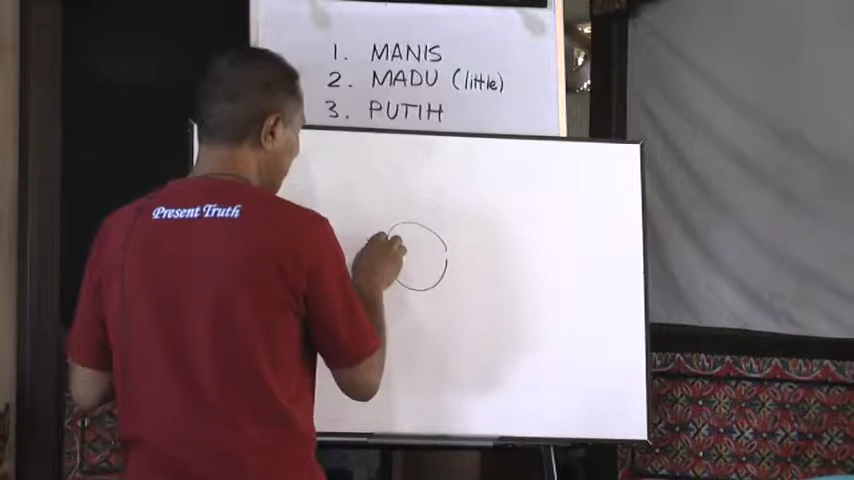 1. MANIS
2. MADU (little)
3. PUTIH
Present Truth